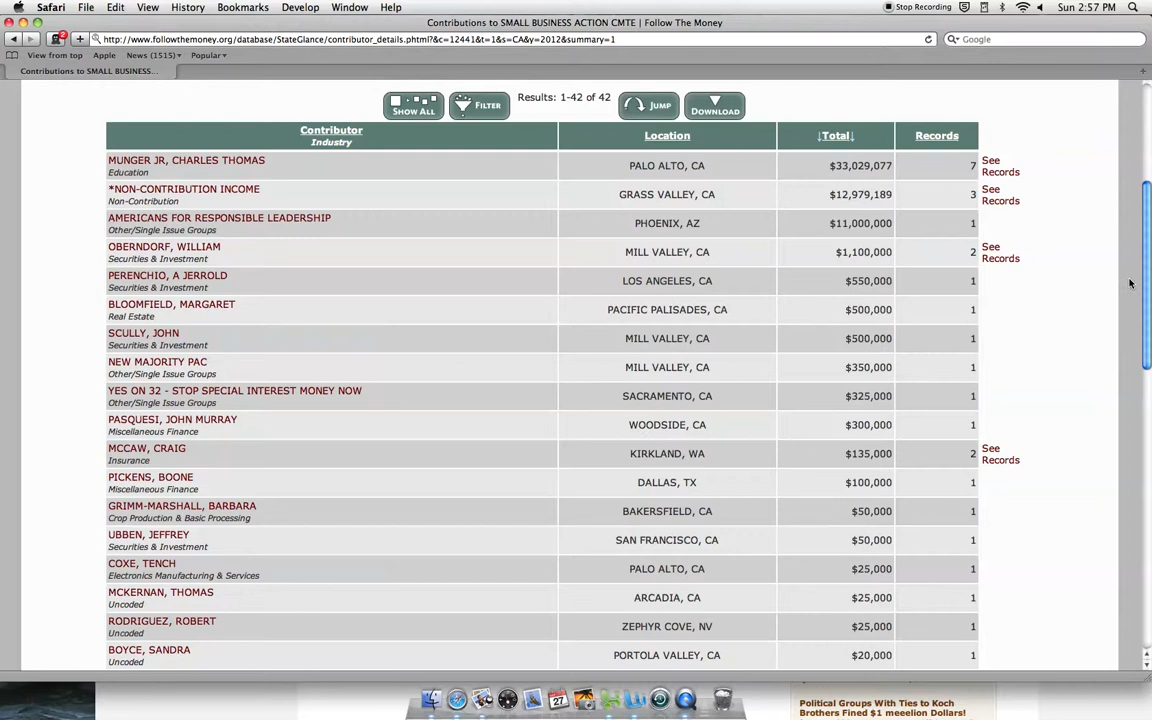 Safari File Edit View History Bookmarks Develop Window Help Stop Recording Sun 2:57 PM
Contributions to SMALL BUSINESS ACTION CMTE | Follow The Money
2 http://www.followthemoney.org/database/StateGlance/contributor_details.phtml?&c=12441&t=1&s=CA&y=2012&summary=1 Google
View from top Apple News (1515) Popular
Contributions to SMALL BUSINESS...
SHOW ALL FILTER Results: 1-42 of 42 JUMP DOWNLOAD
Contributor Location ↓Total↓ Records
Industry
MUNGER JR, CHARLES THOMAS PALO ALTO, CA $33,029,077 7 See Records
Education
*NON-CONTRIBUTION INCOME GRASS VALLEY, CA $12,979,189 3 See Records
Non-Contribution
AMERICANS FOR RESPONSIBLE LEADERSHIP PHOENIX, AZ $11,000,000 1
Other/Single Issue Groups
OBERNDORF, WILLIAM MILL VALLEY, CA $1,100,000 2 See Records
Securities & Investment
PERENCHIO, A JERROLD LOS ANGELES, CA $550,000 1
Securities & Investment
BLOOMFIELD, MARGARET PACIFIC PALISADES, CA $500,000 1
Real Estate
SCULLY, JOHN MILL VALLEY, CA $500,000 1
Securities & Investment
NEW MAJORITY PAC MILL VALLEY, CA $350,000 1
Other/Single Issue Groups
YES ON 32 - STOP SPECIAL INTEREST MONEY NOW SACRAMENTO, CA $325,000 1
Other/Single Issue Groups
PASQUESI, JOHN MURRAY WOODSIDE, CA $300,000 1
Miscellaneous Finance
MCCAW, CRAIG KIRKLAND, WA $135,000 2 See Records
Insurance
PICKENS, BOONE DALLAS, TX $100,000 1
Miscellaneous Finance
GRIMM-MARSHALL, BARBARA BAKERSFIELD, CA $50,000 1
Crop Production & Basic Processing
UBBEN, JEFFREY SAN FRANCISCO, CA $50,000 1
Securities & Investment
COXE, TENCH PALO ALTO, CA $25,000 1
Electronics Manufacturing & Services
MCKERNAN, THOMAS ARCADIA, CA $25,000 1
Uncoded
RODRIGUEZ, ROBERT ZEPHYR COVE, NV $25,000 1
Uncoded
BOYCE, SANDRA PORTOLA VALLEY, CA $20,000 1
Uncoded
27
Political Groups With Ties to Koch
Brothers Fined $1 meeelion Dollars!